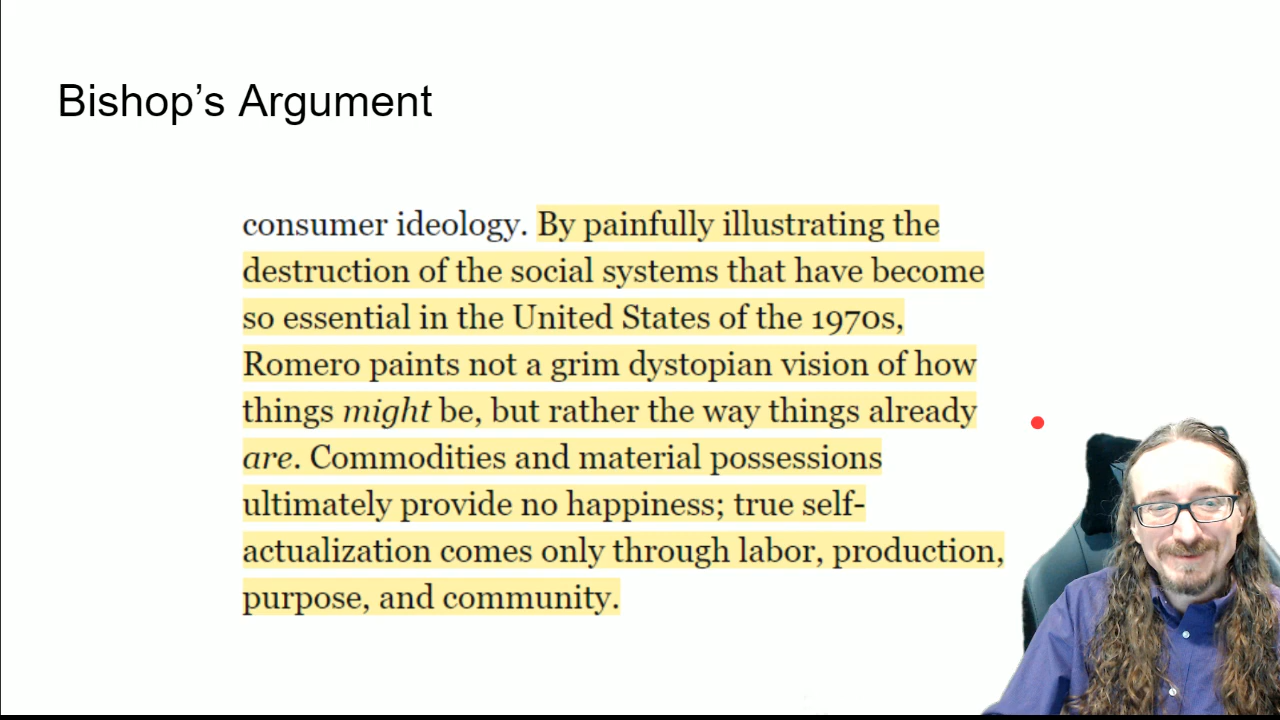 Bishop’s Argument
consumer ideology. By painfully illustrating the
destruction of the social systems that have become
so essential in the United States of the 1970s,
Romero paints not a grim dystopian vision of how
things might be, but rather the way things already
are. Commodities and material possessions
ultimately provide no happiness; true self-
actualization comes only through labor, production,
purpose, and community.